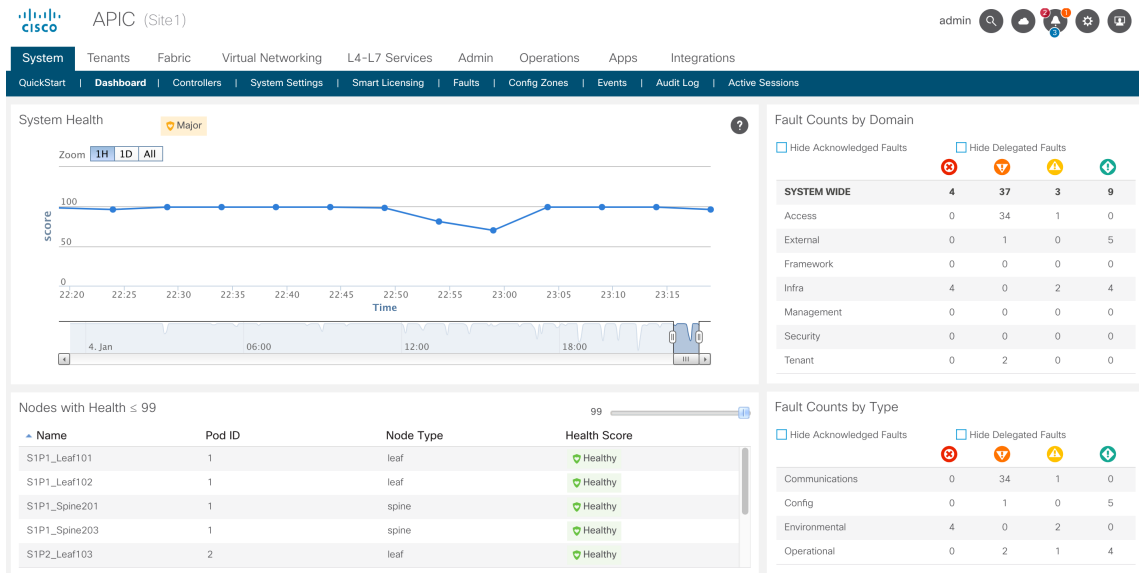 CISCO APIC (Site1) admin 2 1 3
System Tenants Fabric Virtual Networking L4-L7 Services Admin Operations Apps Integrations
QuickStart | Dashboard | Controllers | System Settings | Smart Licensing | Faults | Config Zones | Events | Audit Log | Active Sessions
System Health Major ?
Zoom 1H 1D All
score
100
50
0
22:20 22:25 22:30 22:35 22:40 22:45 22:50 22:55 23:00 23:05 23:10 23:15
Time
4. Jan 06:00 12:00 18:00
Fault Counts by Domain
Hide Acknowledged Faults Hide Delegated Faults
SYSTEM WIDE 4 37 3 9
Access 0 34 1 0
External 0 1 0 5
Framework 0 0 0 0
Infra 4 0 2 4
Management 0 0 0 0
Security 0 0 0 0
Tenant 0 2 0 0
Nodes with Health ≤ 99 99
Name Pod ID Node Type Health Score
S1P1_Leaf101 1 leaf Healthy
S1P1_Leaf102 1 leaf Healthy
S1P1_Spine201 1 spine Healthy
S1P1_Spine203 1 spine Healthy
S1P2_Leaf103 2 leaf Healthy
Fault Counts by Type
Hide Acknowledged Faults Hide Delegated Faults
Communications 0 34 1 0
Config 0 1 0 5
Environmental 4 0 2 0
Operational 0 2 1 4